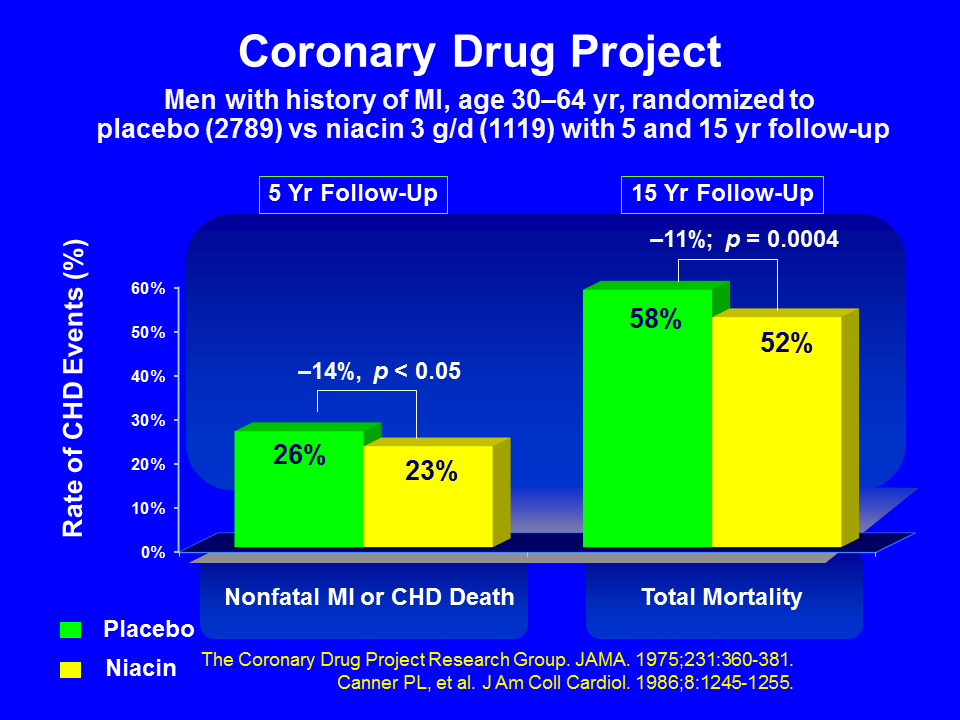 Coronary Drug Project
Men with history of MI, age 30–64 yr, randomized to
placebo (2789) vs niacin 3 g/d (1119) with 5 and 15 yr follow-up
5 Yr Follow-Up
15 Yr Follow-Up
–11%; p = 0.0004
Rate of CHD Events (%)
60%
50%
40%
30%
20%
10%
0%
–14%, p < 0.05
26%
23%
58%
52%
Nonfatal MI or CHD Death
Total Mortality
Placebo
Niacin
The Coronary Drug Project Research Group. JAMA. 1975;231:360-381.
Canner PL, et al. J Am Coll Cardiol. 1986;8:1245-1255.